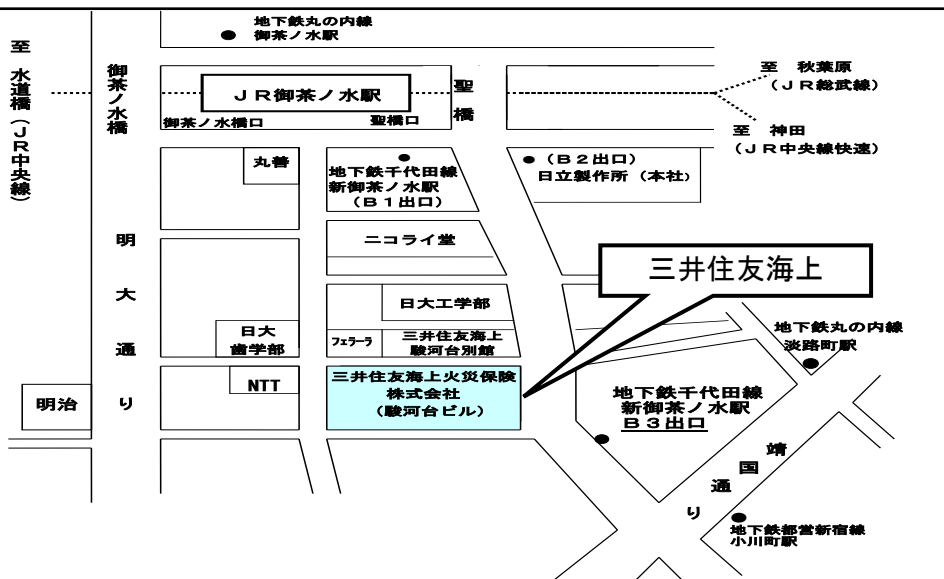 地下鉄丸の内線
御茶ノ水駅
至 水道橋(JR中央線)
御茶ノ水橋
JR御茶ノ水駅
御茶ノ水橋口
聖橋口
聖橋
至 秋葉原
(JR総武線)
至 神田
(JR中央線快速)
丸善
地下鉄千代田線
新御茶ノ水駅
(B1出口)
(B2出口)
日立製作所(本社)
明大通り
ニコライ堂
三井住友海上
日大工学部
日大
歯学部
フェラーラ
三井住友海上
駿河台別館
地下鉄丸の内線
淡路町駅
明治
NTT
三井住友海上火災保険
株式会社
(駿河台ビル)
地下鉄千代田線
新御茶ノ水駅
B3出口
靖国通り
地下鉄都営新宿線
小川町駅